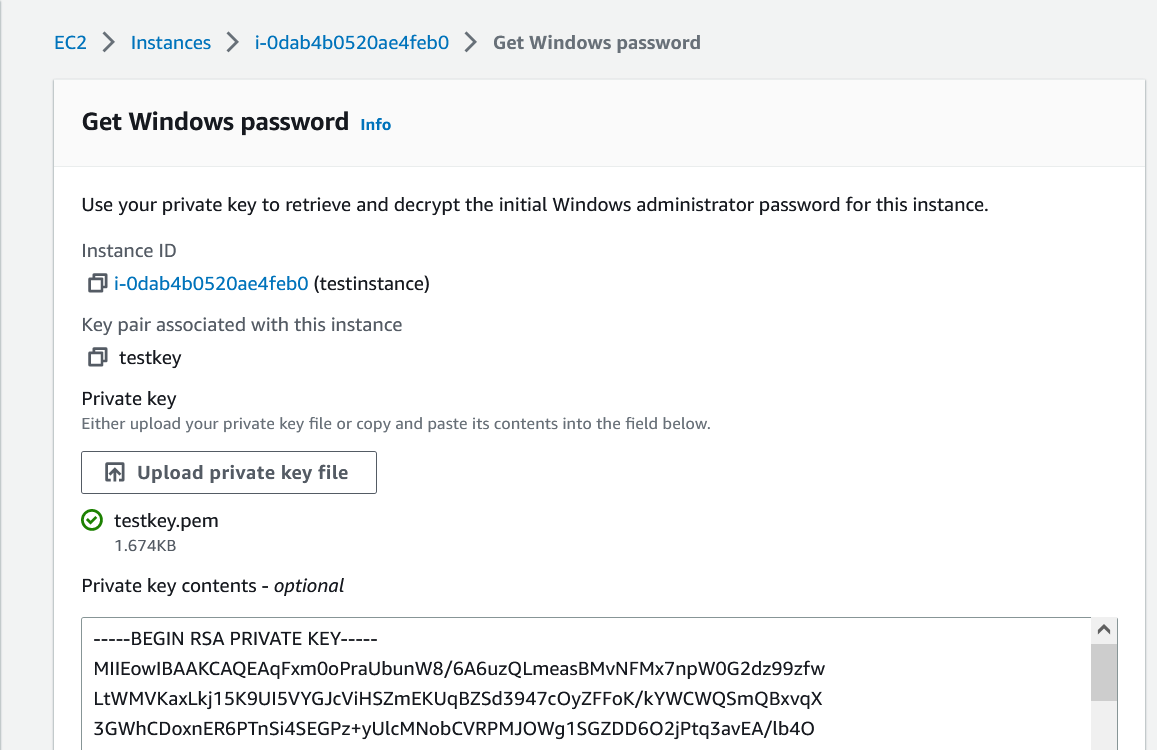 EC2 > Instances > i-0dab4b0520ae4feb0 > Get Windows password
Get Windows password Info
Use your private key to retrieve and decrypt the initial Windows administrator password for this instance.
Instance ID
i-0dab4b0520ae4feb0 (testinstance)
Key pair associated with this instance
testkey
Private key
Either upload your private key file or copy and paste its contents into the field below.
Upload private key file
testkey.pem
1.674KB
Private key contents - optional
-----BEGIN RSA PRIVATE KEY-----
MIIEowIBAAKCAQEAqFxm0oPraUbunW8/6A6uzQLmeasBMvNFMx7npW0G2dz99zfw
LtWMVKaxLkj15K9UI5VYGJcViHSZmEKUqBZSd3947cOyZFFoK/kYWCWQSmQBxvqX
3GWhCDoxnER6PTnSi4SEGPz+yUlcMNobCVRPMJOWg1SGZDD6O2jPtq3avEA/lb4O